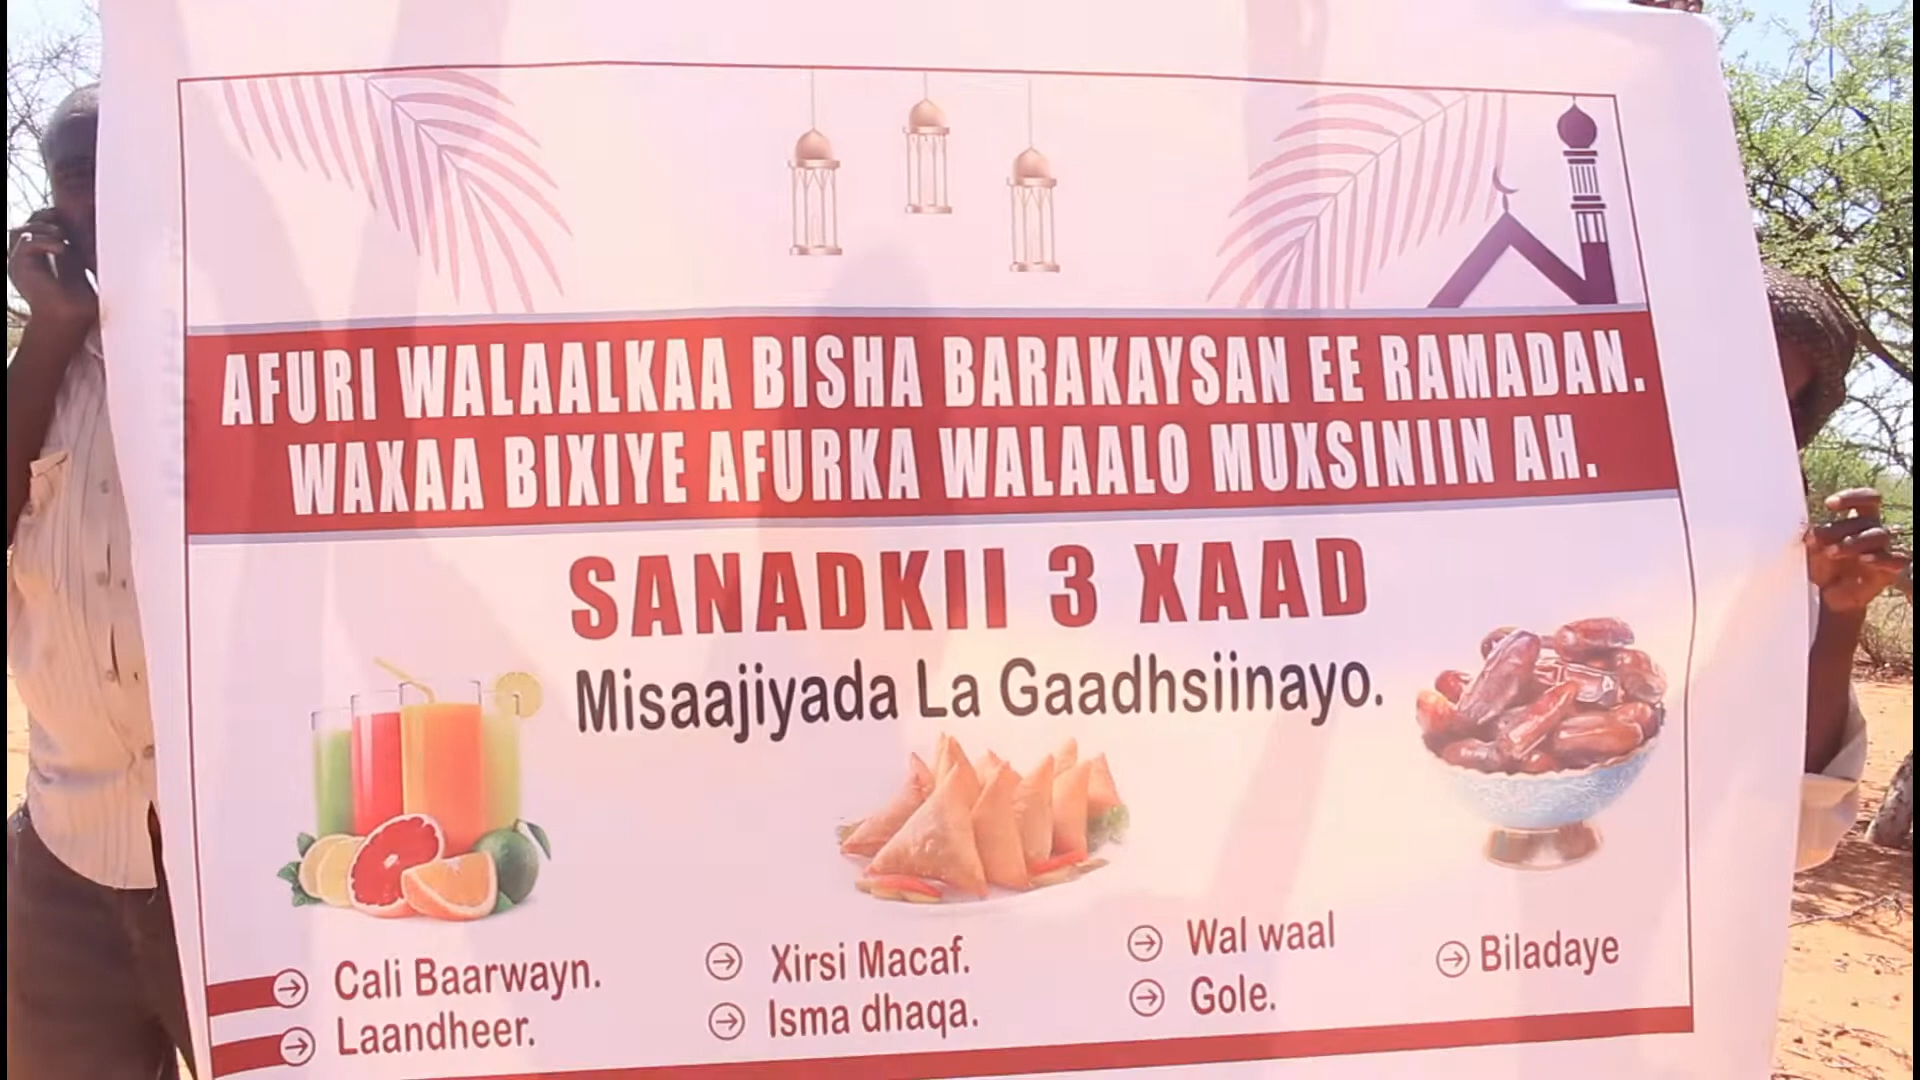 AFURI WALAALKAA BISHA BARAKAYSAN EE RAMADAN.
WAXAA BIXIYE AFURKA WALAALO MUXSINIIN AH.
SANADKII 3 XAAD
Misaajiyada La Gaadhsiinayo.
Cali Baarwayn.
Laandheer.
Xirsi Macaf.
Isma dhaqa.
Wal waal
Gole.
Biladaye